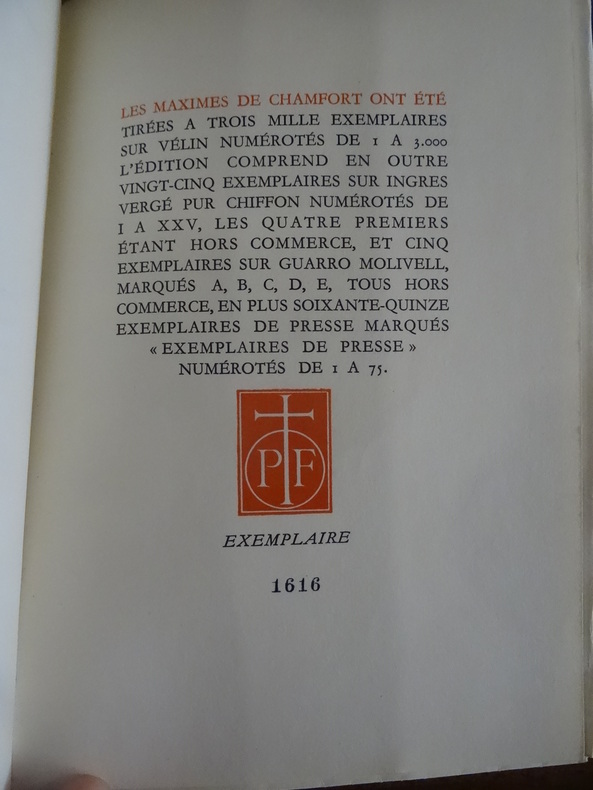 LES MAXIMES DE CHAMFORT ONT ÉTÉ
TIRÉES A TROIS MILLE EXEMPLAIRES
SUR VÉLIN NUMÉROTÉS DE 1 A 3.000
L'ÉDITION COMPREND EN OUTRE
VINGT-CINQ EXEMPLAIRES SUR INGRES
VERGÉ PUR CHIFFON NUMÉROTÉS DE
I A XXV, LES QUATRE PREMIERS
ÉTANT HORS COMMERCE, ET CINQ
EXEMPLAIRES SUR GUARRO MOLIVELL,
MARQUÉS A, B, C, D, E, TOUS HORS
COMMERCE, EN PLUS SOIXANTE-QUINZE
EXEMPLAIRES DE PRESSE MARQUÉS
« EXEMPLAIRES DE PRESSE »
NUMÉROTÉS DE 1 A 75.
P F
EXEMPLAIRE
1616